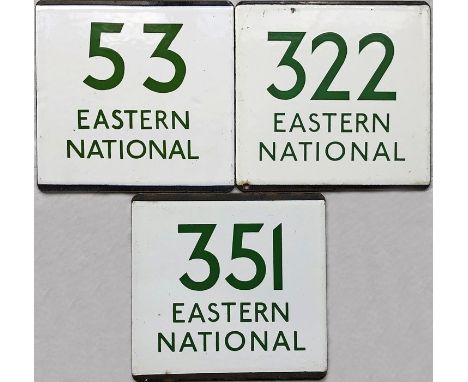 53
EASTERN
NATIONAL
322
EASTERN
NATIONAL
351
EASTERN
NATIONAL